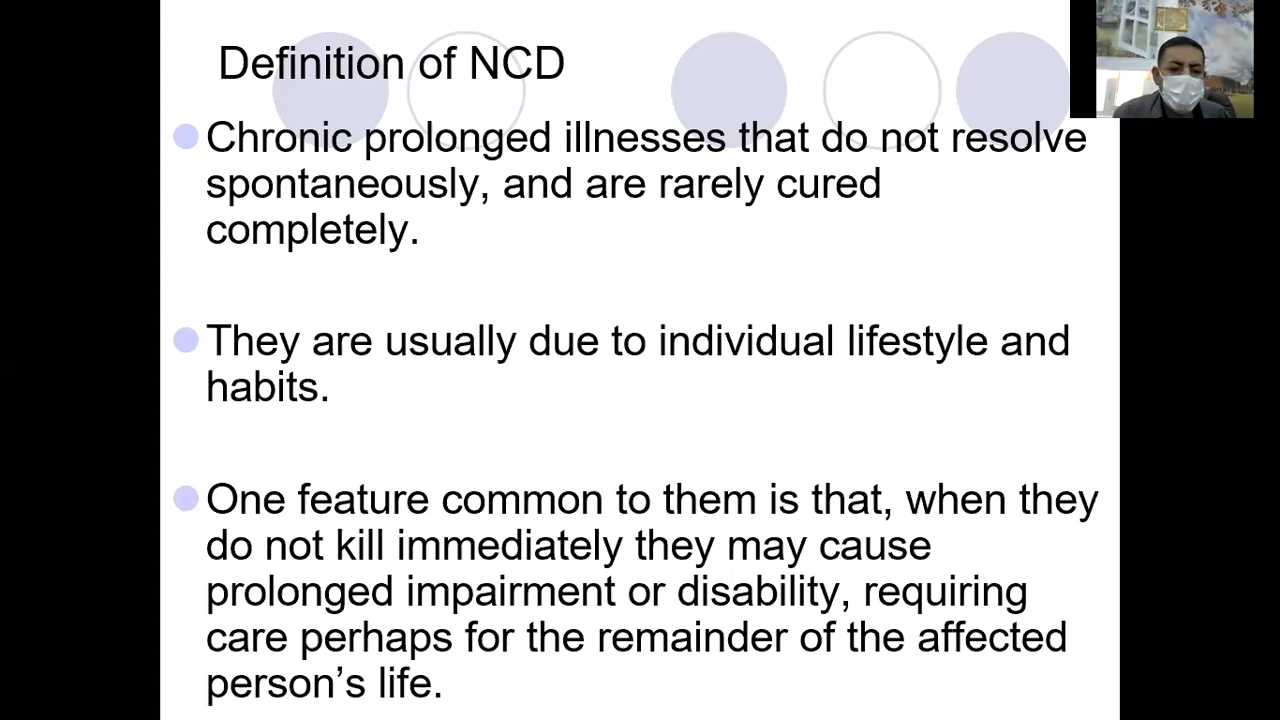 Definition of NCD
Chronic prolonged illnesses that do not resolve
spontaneously, and are rarely cured
completely.
They are usually due to individual lifestyle and
habits.
One feature common to them is that, when they
do not kill immediately they may cause
prolonged impairment or disability, requiring
care perhaps for the remainder of the affected
person’s life.